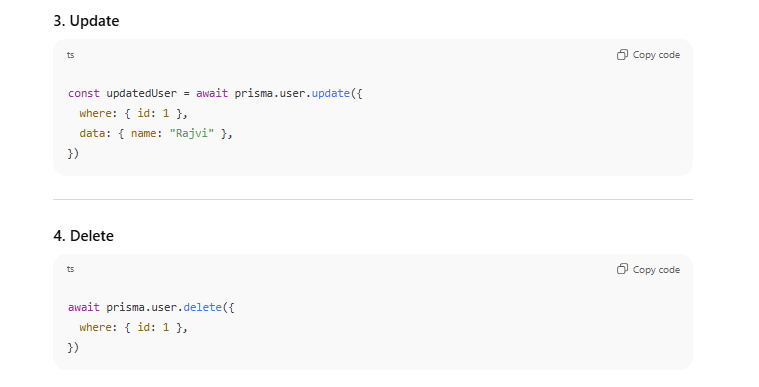 3. Update
ts
Copy code
const updatedUser = await prisma.user.update({
  where: { id: 1 },
  data: { name: "Rajvi" },
})
4. Delete
ts
Copy code
await prisma.user.delete({
  where: { id: 1 },
})